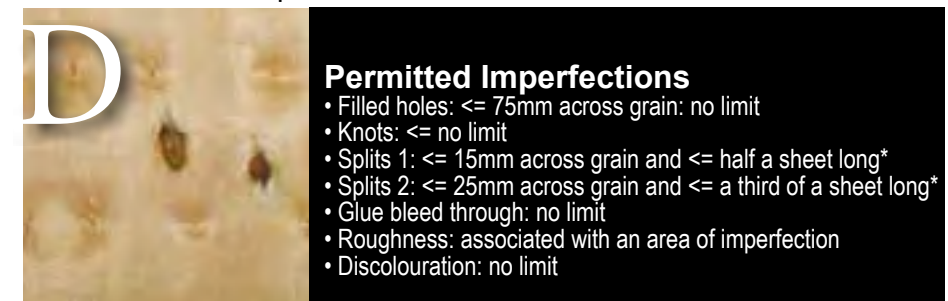 D
Permitted Imperfections
• Filled holes: <= 75mm across grain: no limit
• Knots: <= no limit
• Splits 1: <= 15mm across grain and <= half a sheet long*
• Splits 2: <= 25mm across grain and <= a third of a sheet long*
• Glue bleed through: no limit
• Roughness: associated with an area of imperfection
• Discolouration: no limit